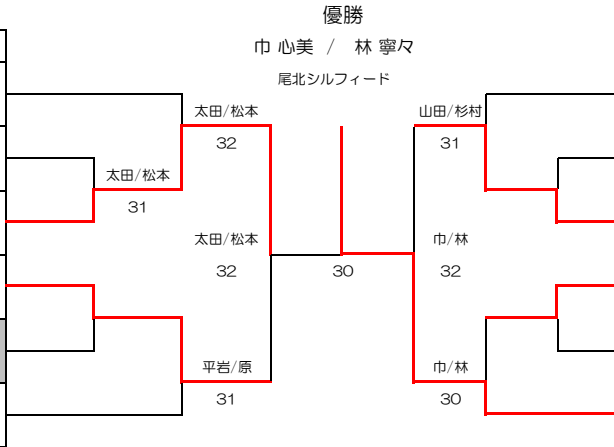 優勝
巾 心美 / 林 寧々
尾北シルフィード
太田/松本
山田/杉村
32
31
太田/松本
31
太田/松本
巾/林
32
30
32
平岩/原
巾/林
31
30